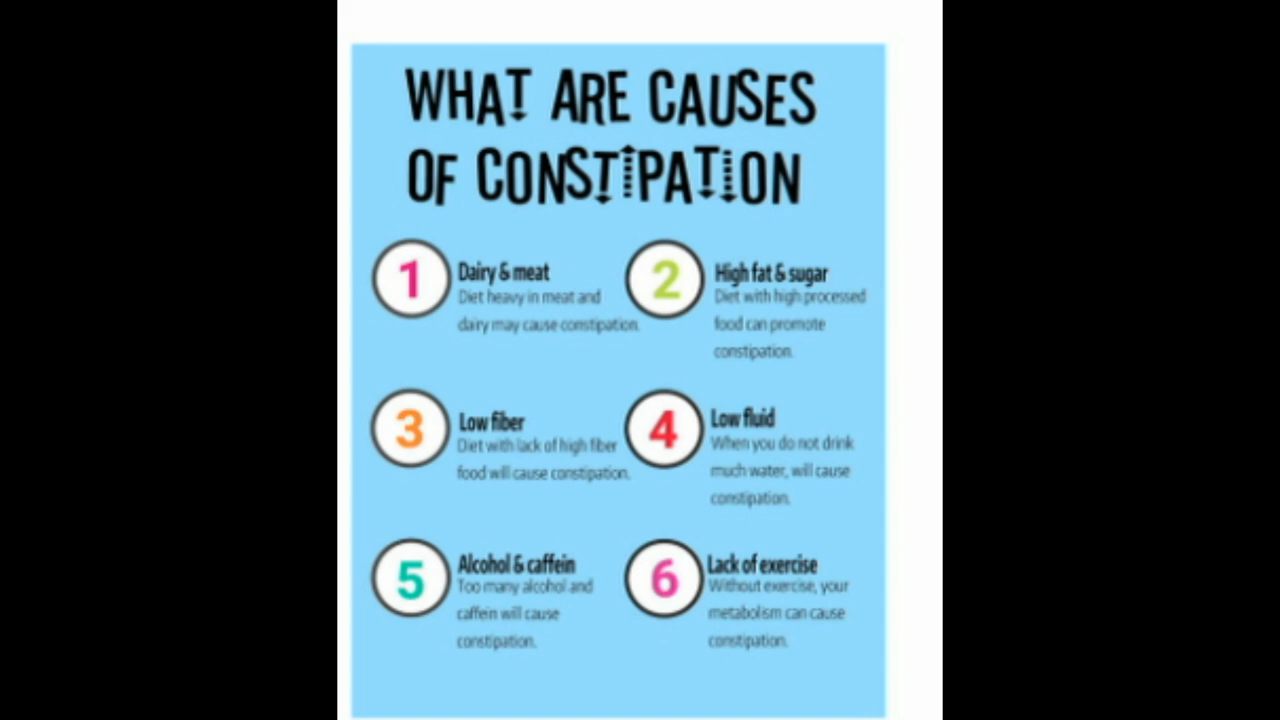 WHAT ARE CAUSES
OF CONSTIPATION
1
Dairy & meat
Diet heavy in meat and
dairy may cause constipation.
2
High fat & sugar
Diet with high processed
food can promote
constipation.
3
Low fiber
Diet with lack of high fiber
food will cause constipation.
4
Low fluid
When you do not drink
much water, will cause
constipation.
5
Alcohol & caffein
Too many alcohol and
caffein will cause
constipation.
6
Lack of exercise
Without exercise, your
metabolism can cause
constipation.